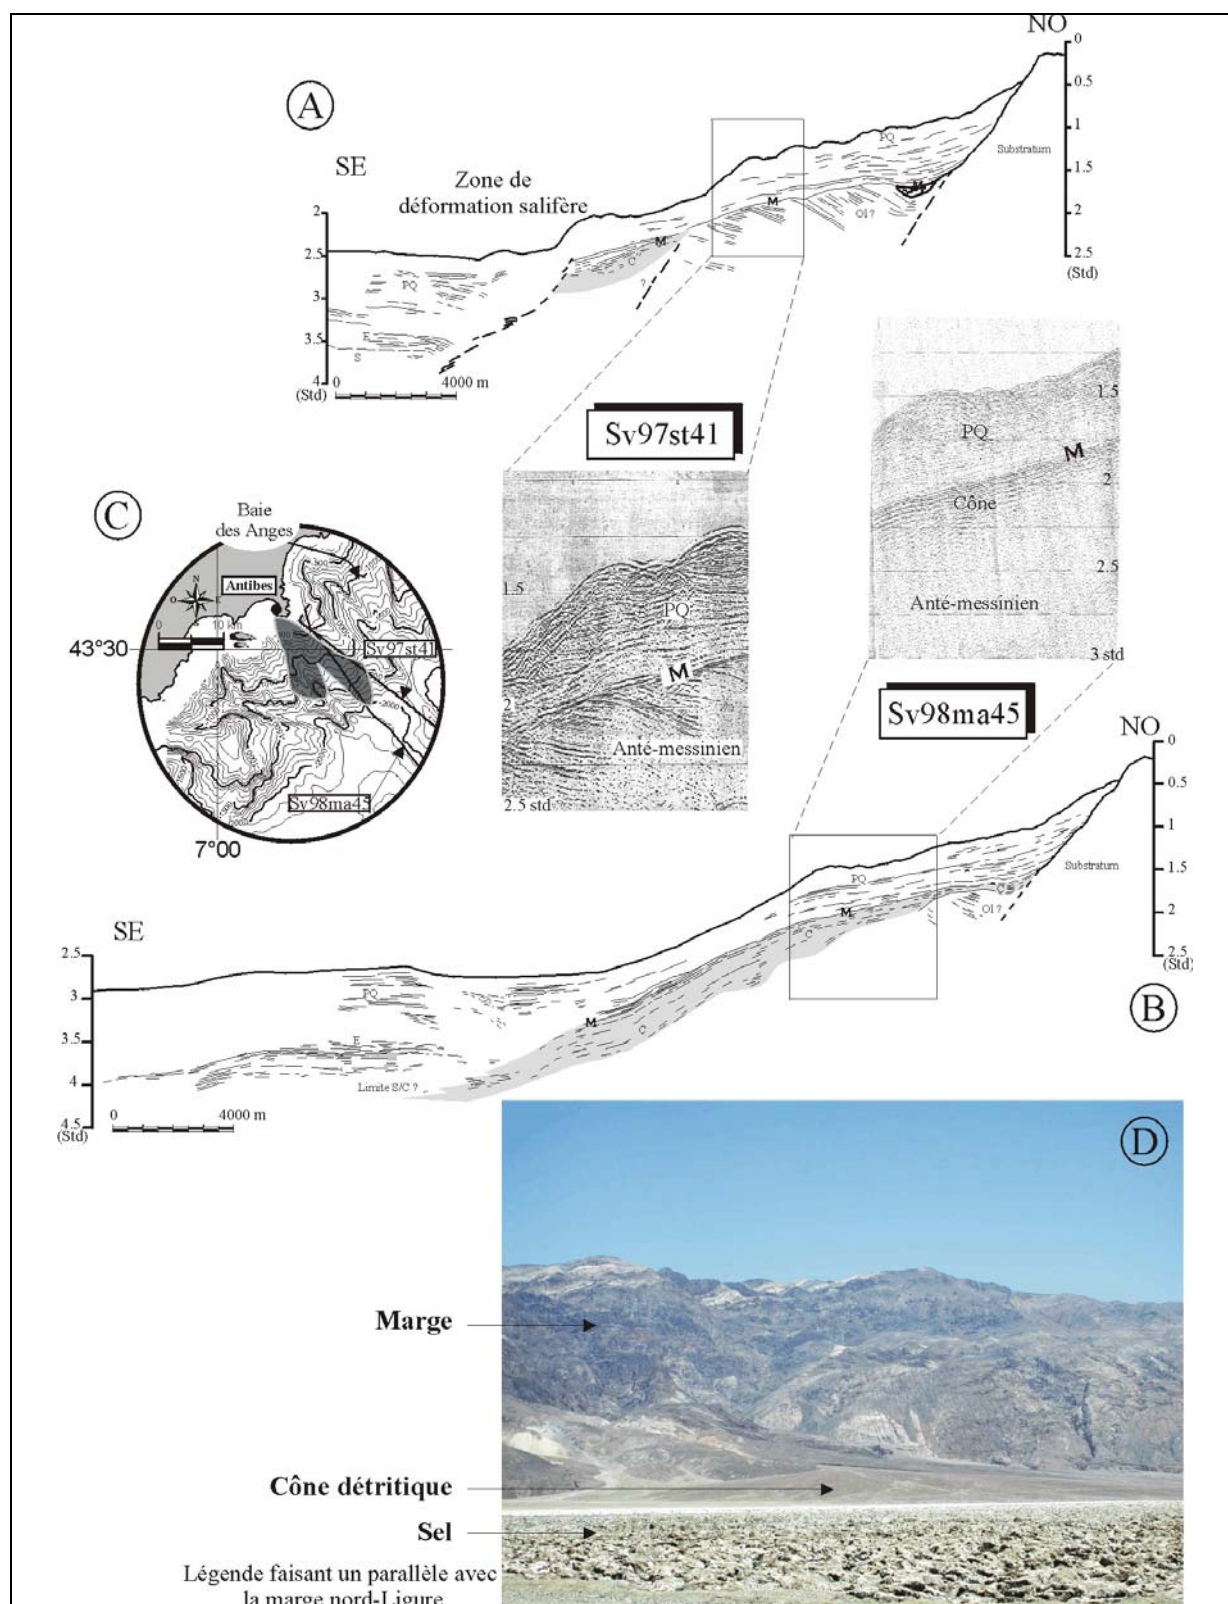 NO
0
0.5
1
1.5
2
2.5
(Std)
A
SE
Zone de
déformation salifère
PQ
Substratum
M
M
M
Ol ?
C
?
2
2.5
3
3.5
4
(Std)
PQ
E
S
0 4000 m
Sv97st41
1.5
PQ
M
2
Anté-messinien
2.5 std
1.5
PQ
M
2
Cône
2.5
Anté-messinien
3 std
Sv98ma45
C
Baie
des Anges
Antibes
N
O E
S
0 10 km
43°30
Sv97st41
-2000
Sv98ma45
7°00
NO
0
0.5
1
1.5
2
2.5
(Std)
B
SE
PQ
Substratum
M
C
C
Ol ?
2.5
3
3.5
4
4.5
(Std)
PQ
M
C
E
Limite S/C ?
0 4000 m
D
Marge
Cône détritique
Sel
Légende faisant un parallèle avec
la marge nord-Ligure